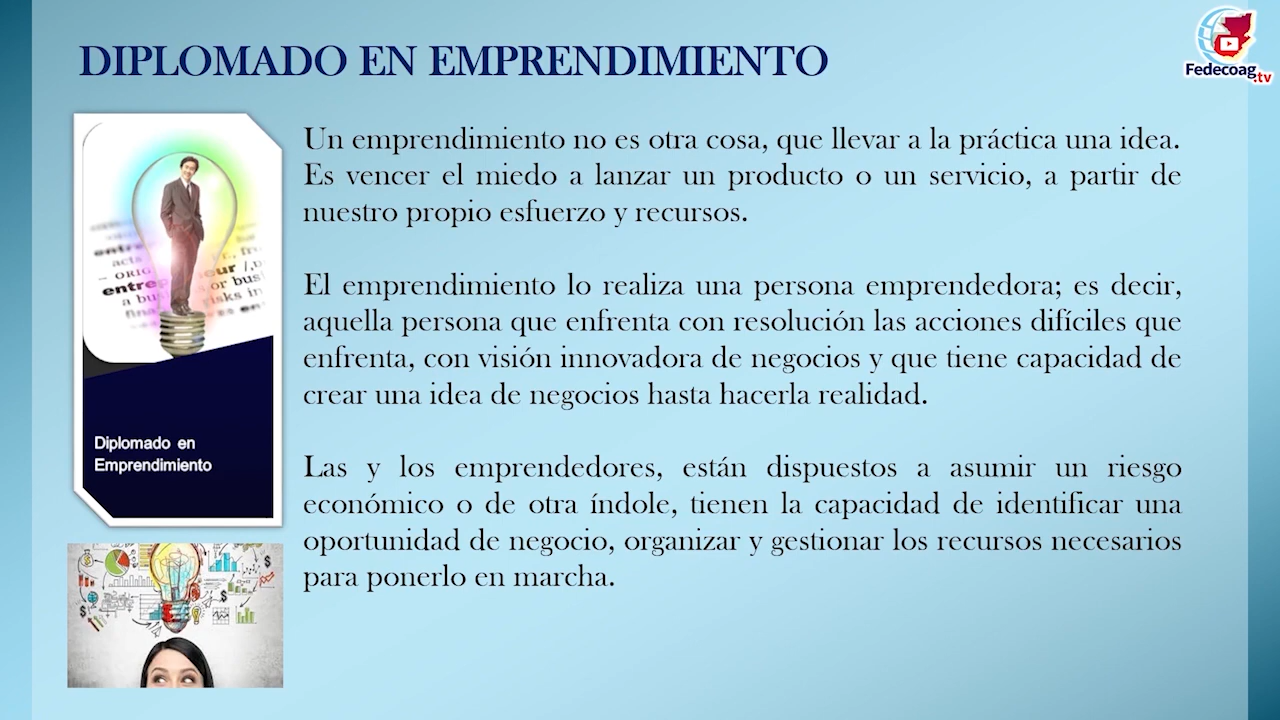 DIPLOMADO EN EMPRENDIMIENTO
Fedecoag.tv
Un emprendimiento no es otra cosa, que llevar a la práctica una idea.
Es vencer el miedo a lanzar un producto o un servicio, a partir de
nuestro propio esfuerzo y recursos.
El emprendimiento lo realiza una persona emprendedora; es decir,
aquella persona que enfrenta con resolución las acciones difíciles que
enfrenta, con visión innovadora de negocios y que tiene capacidad de
crear una idea de negocios hasta hacerla realidad.
Las y los emprendedores, están dispuestos a asumir un riesgo
económico o de otra índole, tienen la capacidad de identificar una
oportunidad de negocio, organizar y gestionar los recursos necesarios
para ponerlo en marcha.
Diplomado en
Emprendimiento